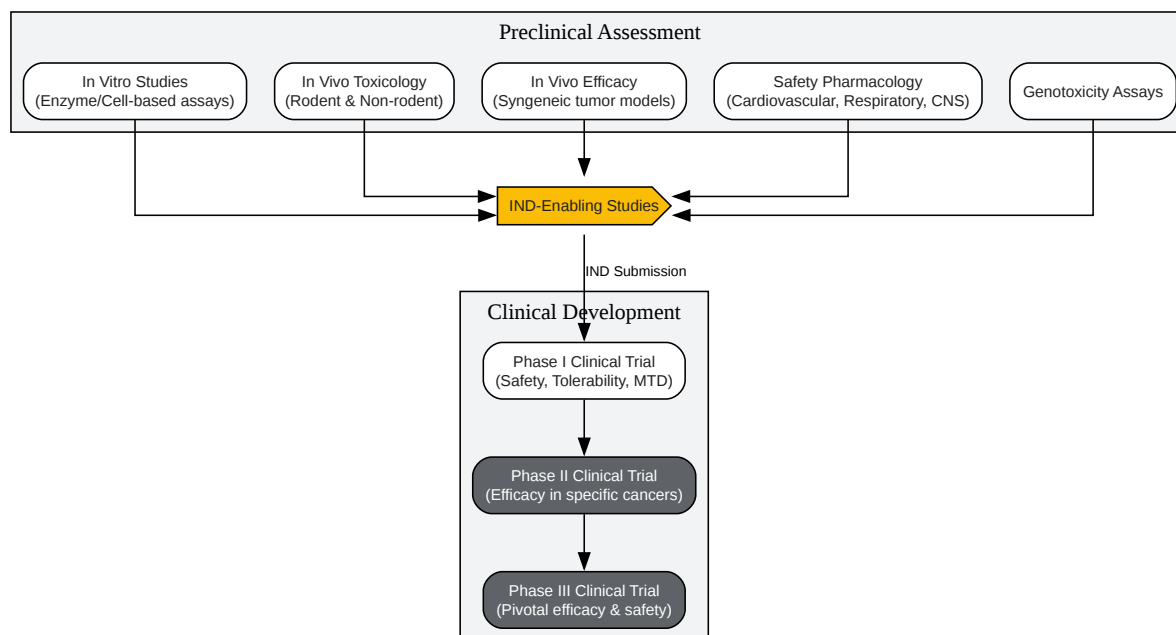 Preclinical Assessment
In Vitro Studies
(Enzyme/Cell-based assays)
In Vivo Toxicology
(Rodent & Non-rodent)
In Vivo Efficacy
(Syngeneic tumor models)
Safety Pharmacology
(Cardiovascular, Respiratory, CNS)
Genotoxicity Assays
IND-Enabling Studies
IND Submission
Clinical Development
Phase I Clinical Trial
(Safety, Tolerability, MTD)
Phase II Clinical Trial
(Efficacy in specific cancers)
Phase III Clinical Trial
(Pivotal efficacy & safety)